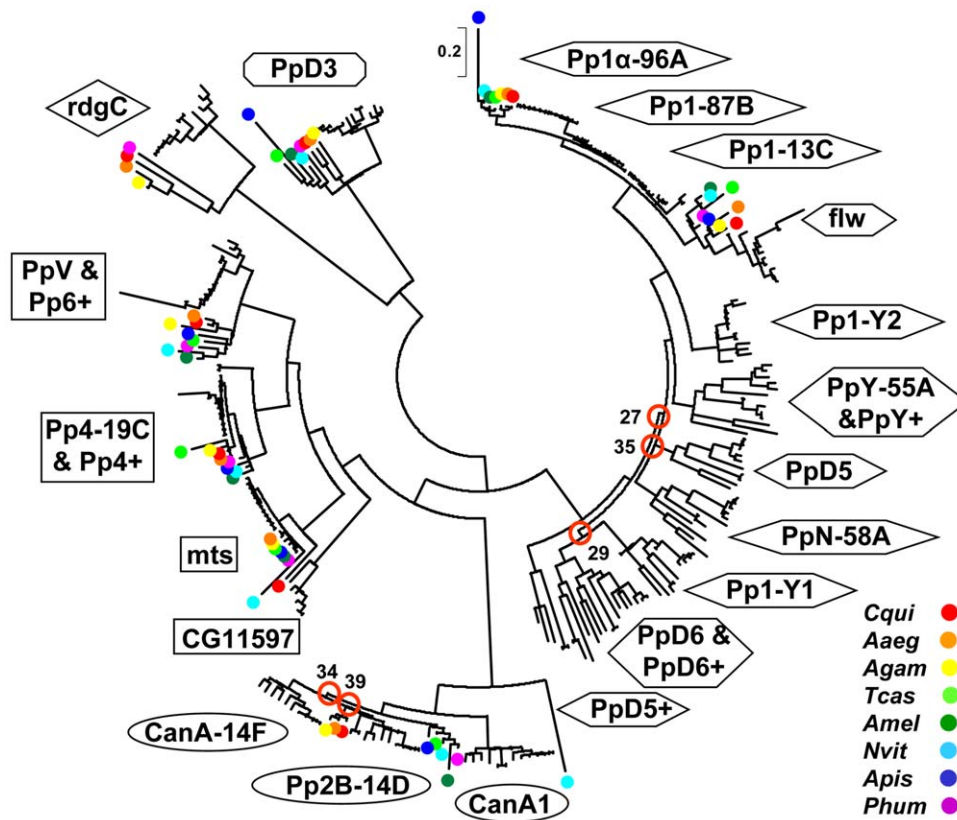 0.2
PpD3
Pp1α-96A
rdgC
Pp1-87B
Pp1-13C
flw
PpV &
Pp6+
Pp1-Y2
PpY-55A
&PpY+
27
35
Pp4-19C
& Pp4+
PpD5
PpN-58A
29
mts
Pp1-Y1
CG11597
PpD6 &
PpD6+
34
39
PpD5+
CanA-14F
Pp2B-14D
CanA1
Cqui
Aaeg
Agam
Tcas
Amel
Nvit
Apis
Phum